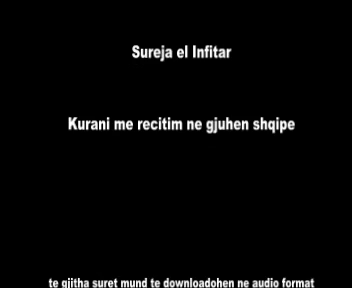 Sureja el Infitar
Kurani me recitim ne gjuhen shqipe
te gjitha suret mund te downloadohen ne audio format